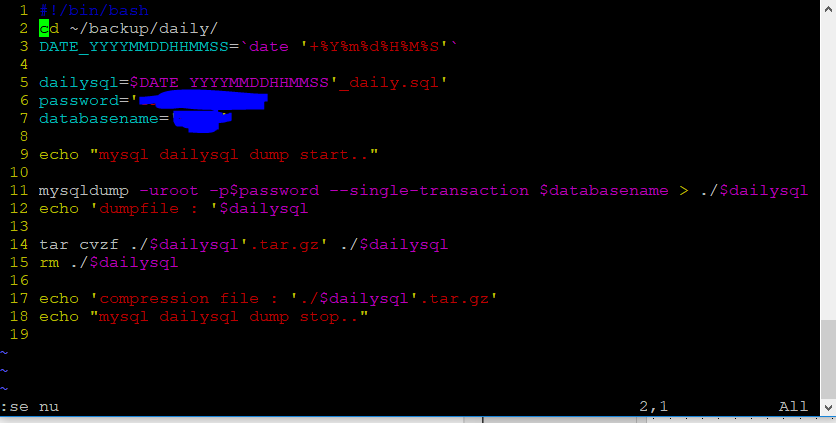 1 #!/bin/bash
2 cd ~/backup/daily/
3 DATE_YYYYMMDDHHMMSS=`date '+%Y%m%d%H%M%S'`
4
5 dailysql=$DATE_YYYYMMDDHHMMSS'_daily.sql'
6 password='
7 databasename='
8
9 echo "mysql dailysql dump start.."
10
11 mysqldump -uroot -p$password --single-transaction $databasename > ./$dailysql
12 echo 'dumpfile : '$dailysql
13
14 tar cvzf ./$dailysql'.tar.gz' ./$dailysql
15 rm ./$dailysql
16
17 echo 'compression file : './$dailysql'.tar.gz'
18 echo "mysql dailysql dump stop.."
19
~
~
~
:se nu 2,1 All